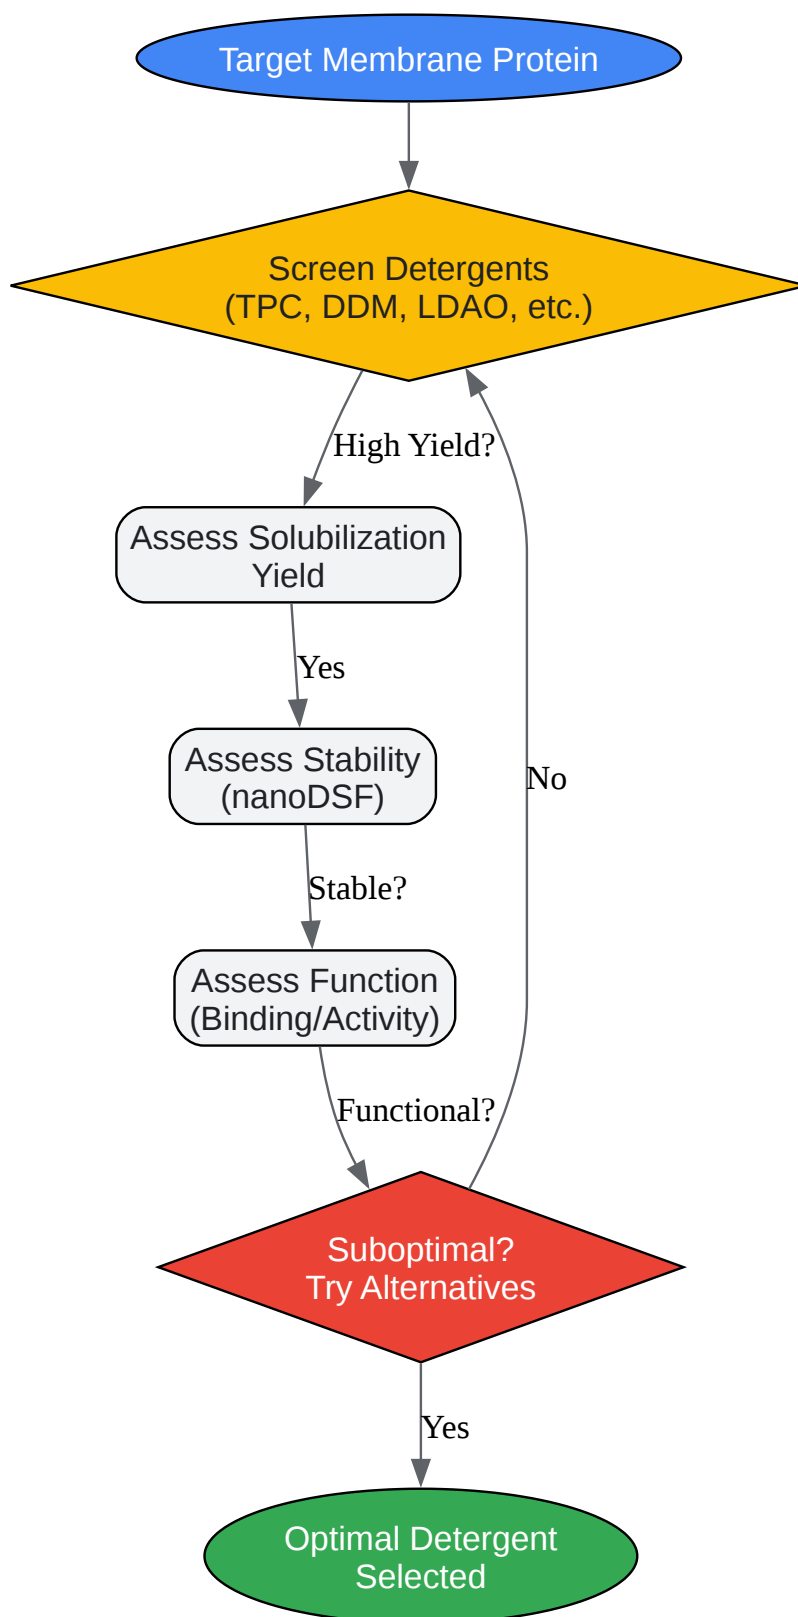 Target Membrane Protein
Screen Detergents
(TPC, DDM, LDAO, etc.)
High Yield?
Assess Solubilization
Yield
Yes
Assess Stability
(nanoDSF)
No
Stable?
Assess Function
(Binding/Activity)
Functional?
Suboptimal?
Try Alternatives
Yes
Optimal Detergent
Selected